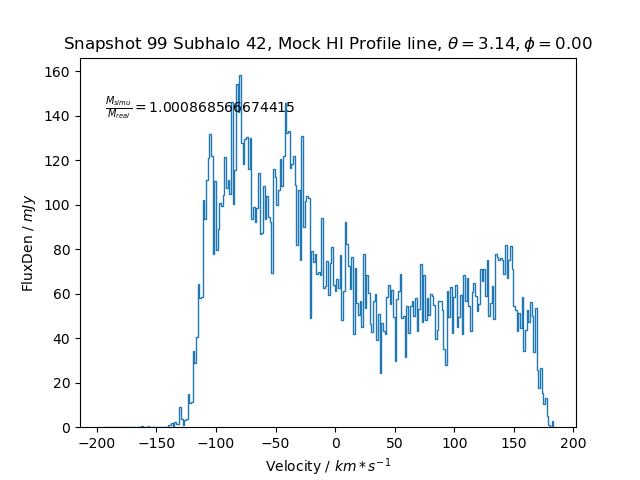 Snapshot 99 Subhalo 42, Mock HI Profile line, θ = 3.14, ϕ = 0.00
M_simu / M_real = 1.000868566674415
160
140
120
100
80
60
40
20
0
FluxDen / mJy
−200 −150 −100 −50 0 50 100 150 200
Velocity / km * s⁻¹